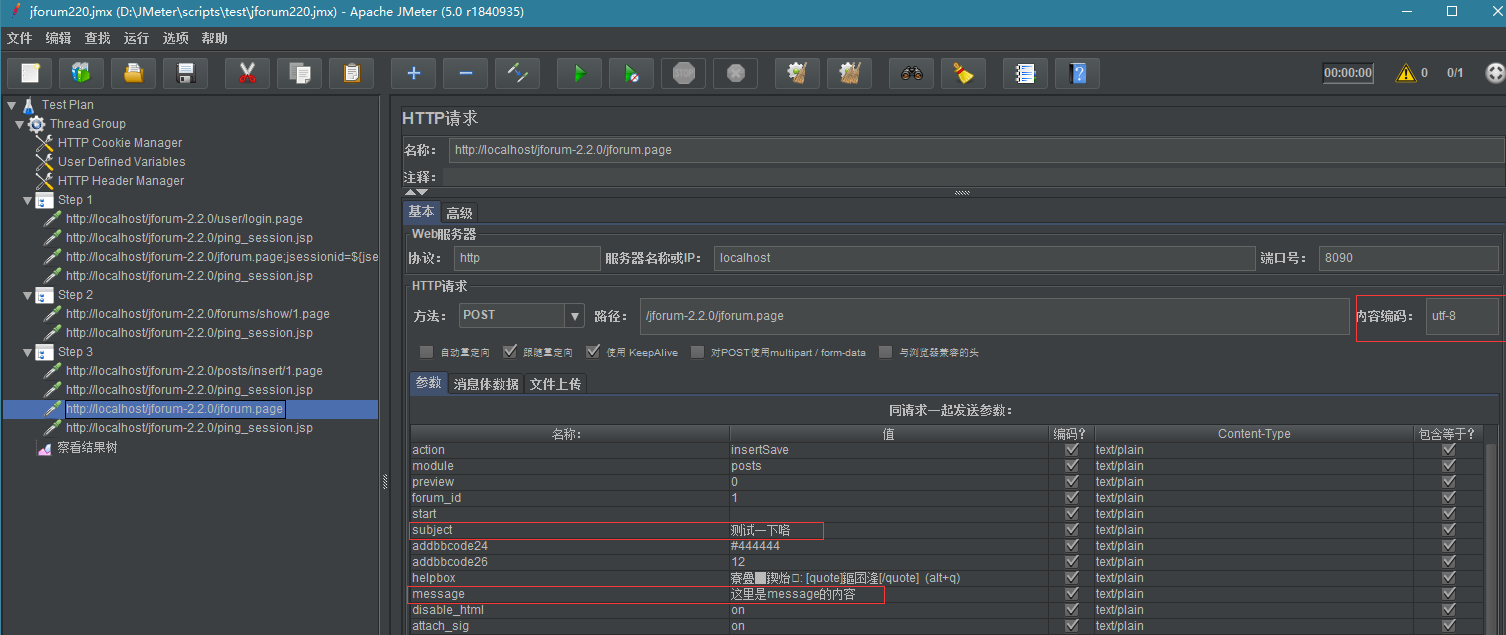 jforum220.jmx (D:\JMeter\scripts\test\jforum220.jmx) - Apache JMeter (5.0 r1840935)
文件 编辑 查找 运行 选项 帮助
STOP 00:00:00 0 0/1
Test Plan
Thread Group
HTTP Cookie Manager
User Defined Variables
HTTP Header Manager
Step 1
http://localhost/jforum-2.2.0/user/login.page
http://localhost/jforum-2.2.0/ping_session.jsp
http://localhost/jforum-2.2.0/jforum.page;jsessionid=${jse
http://localhost/jforum-2.2.0/ping_session.jsp
Step 2
http://localhost/jforum-2.2.0/forums/show/1.page
http://localhost/jforum-2.2.0/ping_session.jsp
Step 3
http://localhost/jforum-2.2.0/posts/insert/1.page
http://localhost/jforum-2.2.0/ping_session.jsp
http://localhost/jforum-2.2.0/jforum.page
http://localhost/jforum-2.2.0/ping_session.jsp
察看结果树
HTTP请求
名称： http://localhost/jforum-2.2.0/jforum.page
注释：
基本 高级
Web服务器
协议： http 服务器名称或IP： localhost 端口号： 8090
HTTP请求
方法： POST 路径： /jforum-2.2.0/jforum.page 内容编码： utf-8
自动重定向 跟随重定向 使用 KeepAlive 对POST使用multipart / form-data 与浏览器兼容的头
参数 消息体数据 文件上传
同请求一起发送参数：
名称： 值 编码？ Content-Type 包含等于？
action insertSave text/plain
module posts text/plain
preview 0 text/plain
forum_id 1 text/plain
start text/plain
subject 测试一下咯 text/plain
addbbcode24 #444444 text/plain
addbbcode26 12 text/plain
helpbox : [quote] [/quote] (alt+q) text/plain
message 这里是message的内容 text/plain
disable_html on text/plain
attach_sig on text/plain